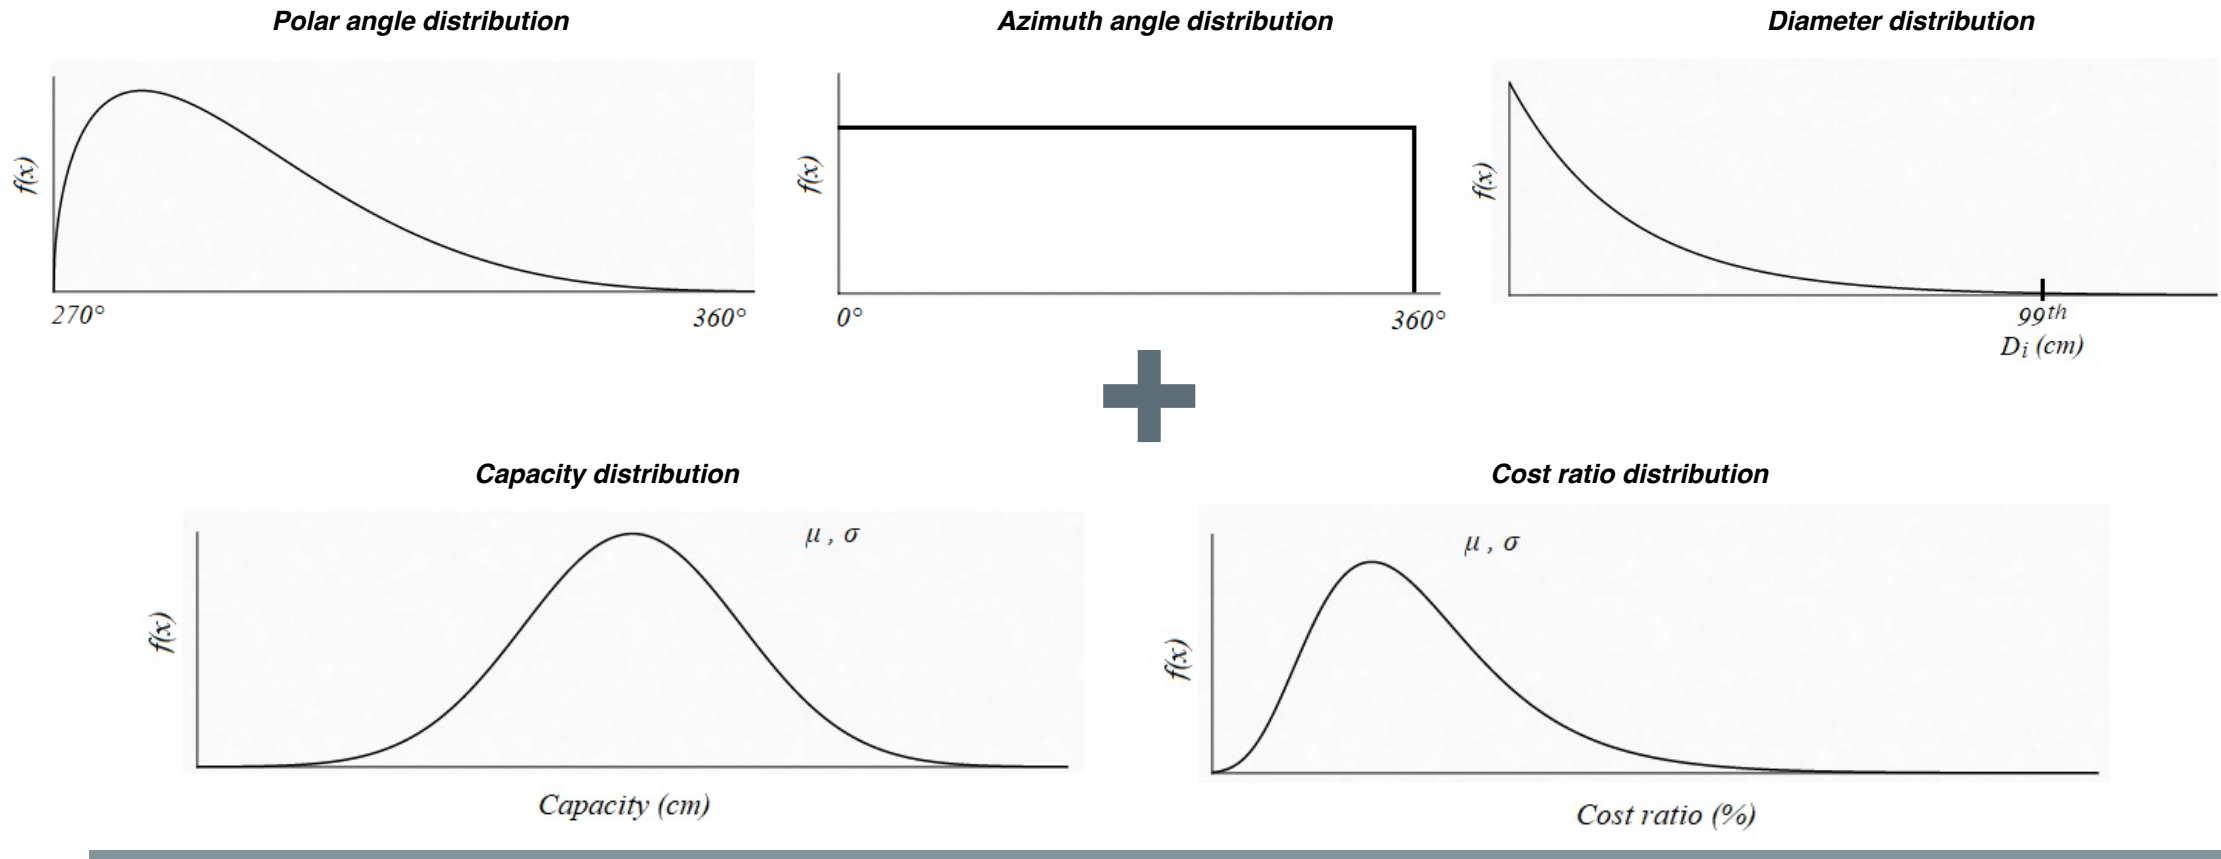 Polar angle distribution
Azimuth angle distribution
Diameter distribution
f(x)
270°
360°
f(x)
0°
360°
f(x)
99th
Di (cm)
Capacity distribution
Cost ratio distribution
μ , σ
f(x)
Capacity (cm)
μ , σ
f(x)
Cost ratio (%)